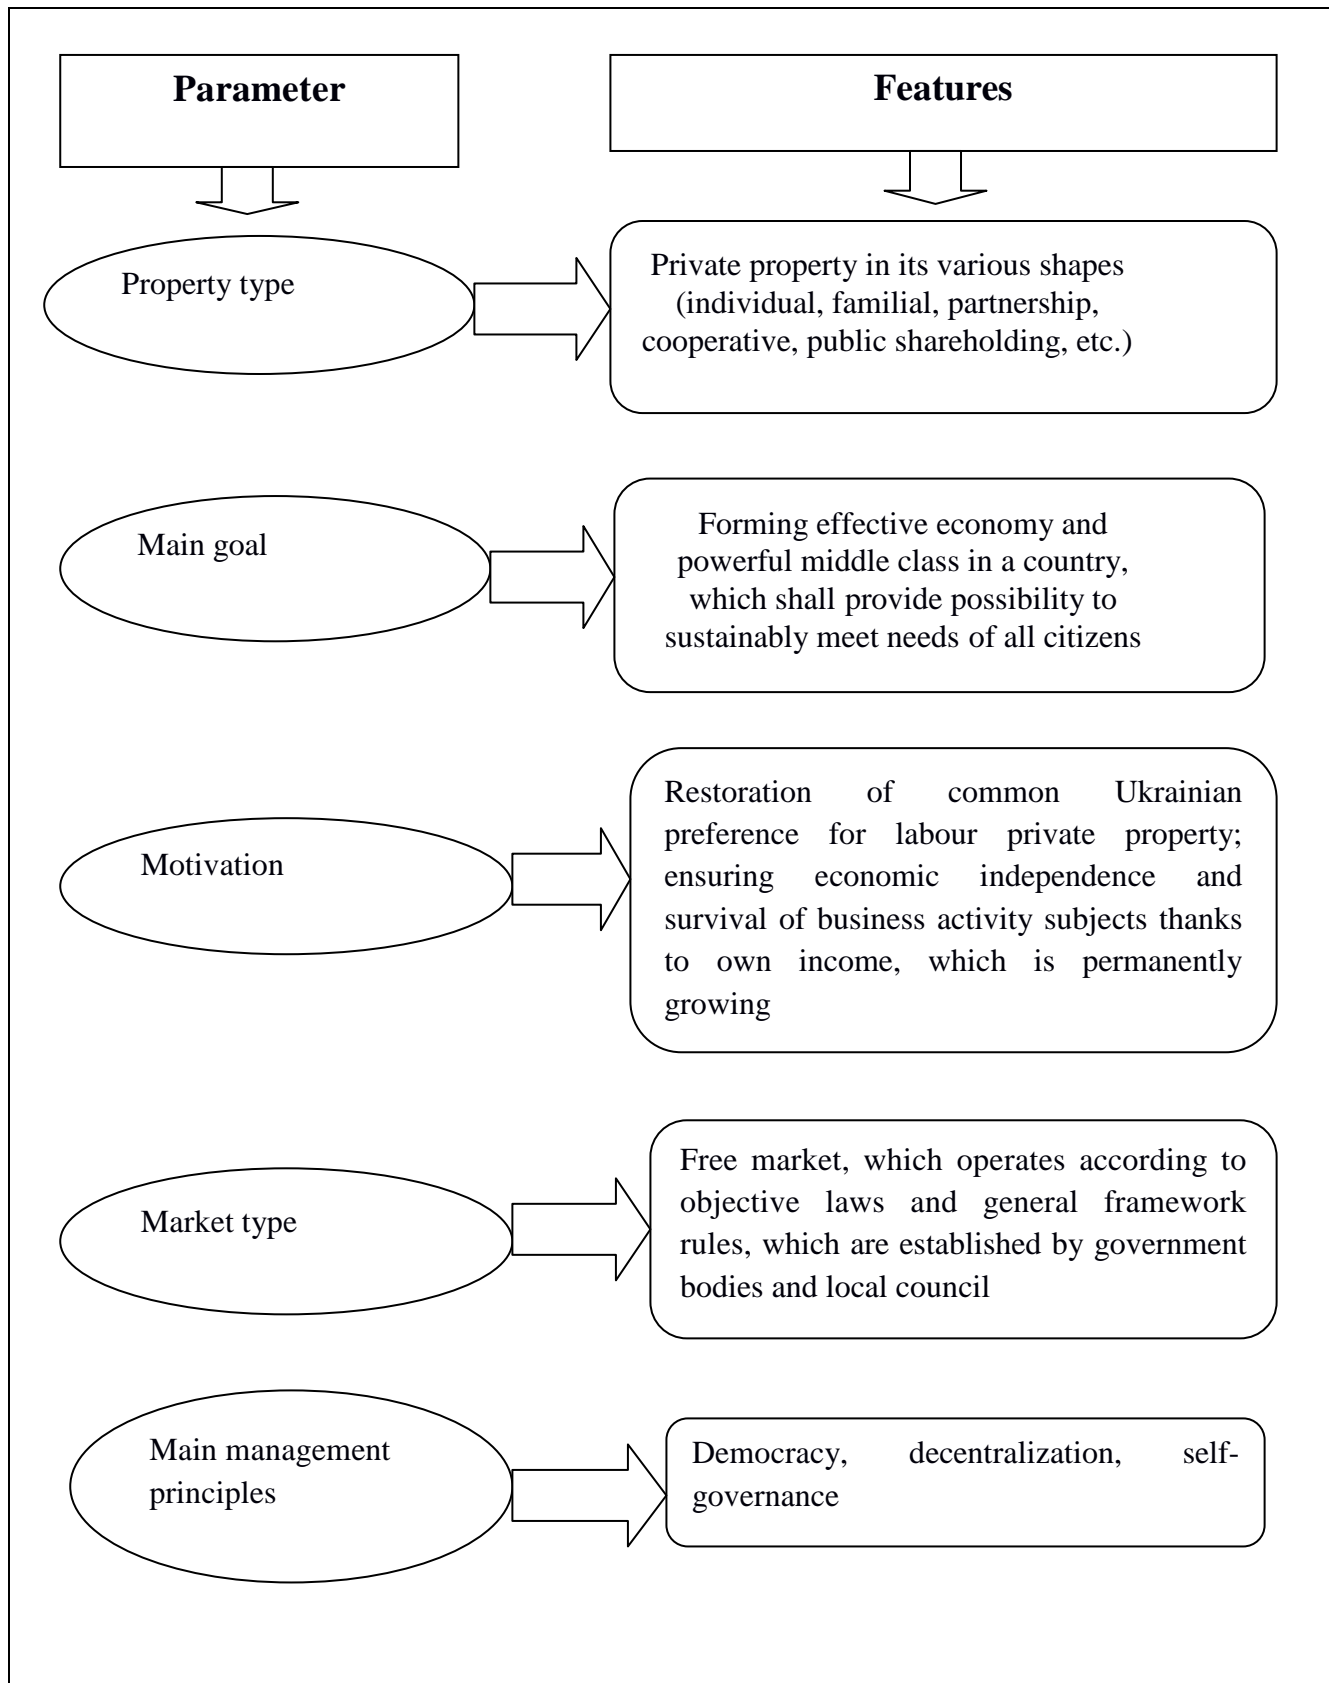 Parameter
Features
Property type
Private property in its various shapes
(individual, familial, partnership,
cooperative, public shareholding, etc.)
Main goal
Forming effective economy and
powerful middle class in a country,
which shall provide possibility to
sustainably meet needs of all citizens
Motivation
Restoration of common Ukrainian
preference for labour private property;
ensuring economic independence and
survival of business activity subjects thanks
to own income, which is permanently
growing
Market type
Free market, which operates according to
objective laws and general framework
rules, which are established by government
bodies and local council
Main management
principles
Democracy, decentralization, self-
governance